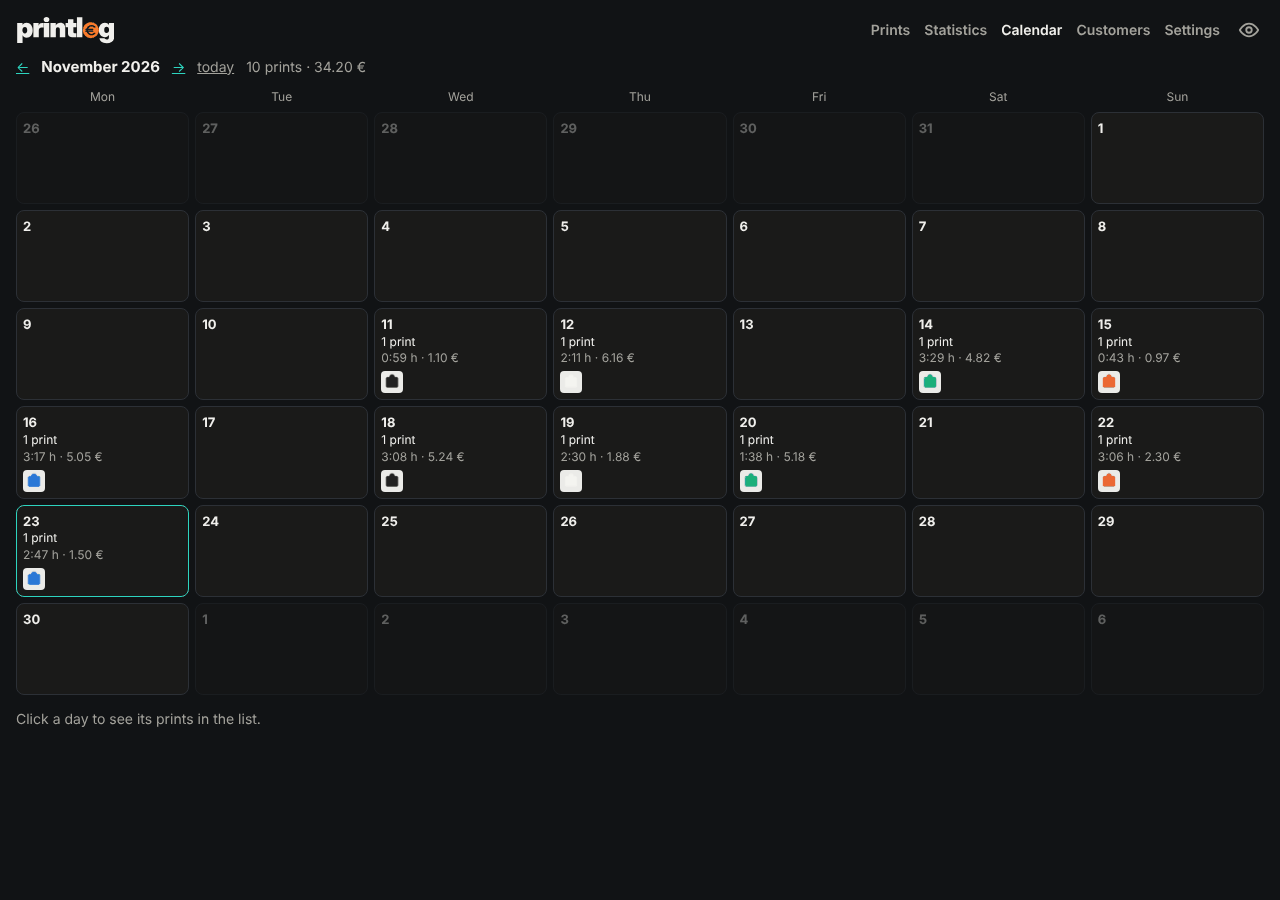 printlog
Prints Statistics Calendar Customers Settings
← November 2026 → today 10 prints · 34.20 €
Mon Tue Wed Thu Fri Sat Sun
26 27 28 29 30 31 1
2 3 4 5 6 7 8
9 10 11 12 13 14 15
1 print 1 print 1 print 1 print
0:59 h · 1.10 € 2:11 h · 6.16 € 3:29 h · 4.82 € 0:43 h · 0.97 €
16 17 18 19 20 21 22
1 print 1 print 1 print 1 print 1 print
3:17 h · 5.05 € 3:08 h · 5.24 € 2:30 h · 1.88 € 1:38 h · 5.18 € 3:06 h · 2.30 €
23 24 25 26 27 28 29
1 print
2:47 h · 1.50 €
30 1 2 3 4 5 6
Click a day to see its prints in the list.